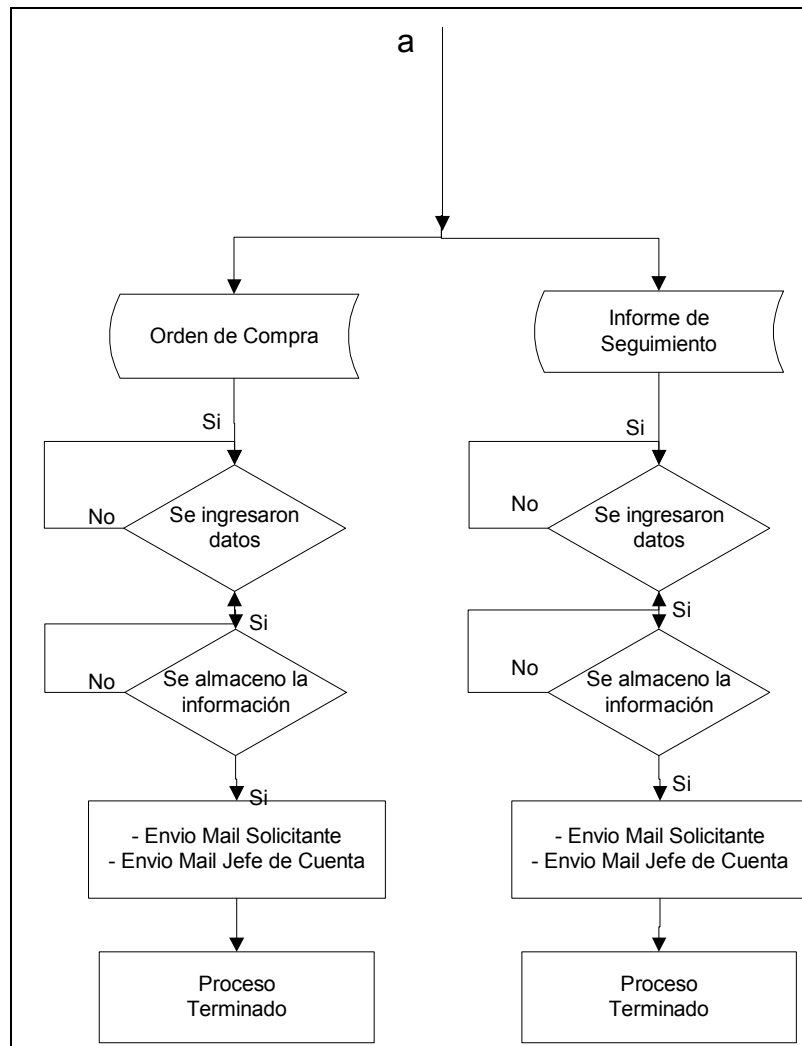 a
Orden de Compra
Informe de
Seguimiento
Si
Si
No
Se ingresaron
datos
No
Se ingresaron
datos
Si
Si
No
Se almaceno la
información
No
Se almaceno la
información
Si
Si
- Envio Mail Solicitante
- Envio Mail Jefe de Cuenta
- Envio Mail Solicitante
- Envio Mail Jefe de Cuenta
Proceso
Terminado
Proceso
Terminado